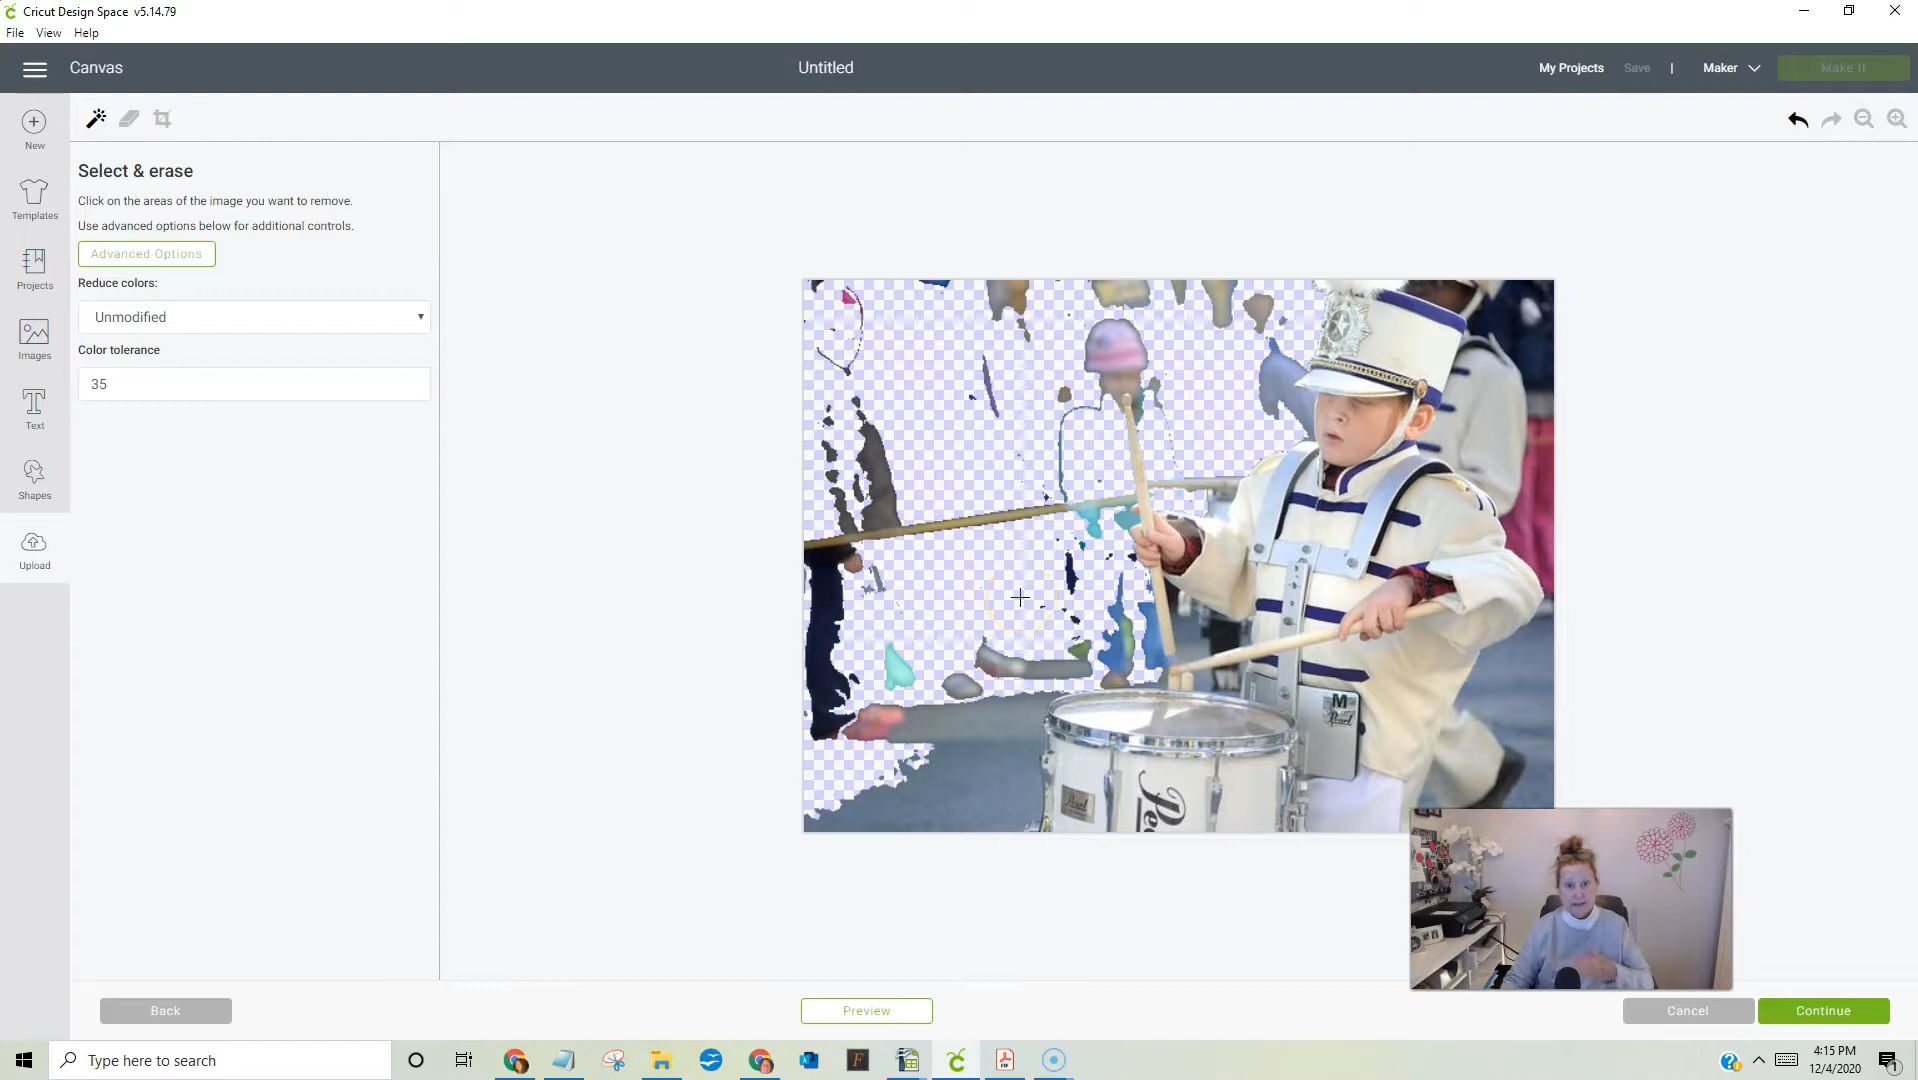 Cricut Design Space v5.14.79
File View Help
Canvas
Untitled
My Projects Save | Maker Make It
New
Templates
Projects
Images
Text
Shapes
Upload
Select & erase
Click on the areas of the image you want to remove.
Use advanced options below for additional controls.
Advanced Options
Reduce colors:
Unmodified
Color tolerance
35
M
Pearl
Pearl
Pe
Back
Preview
Cancel
Continue
Type here to search
4:15 PM
12/4/2020